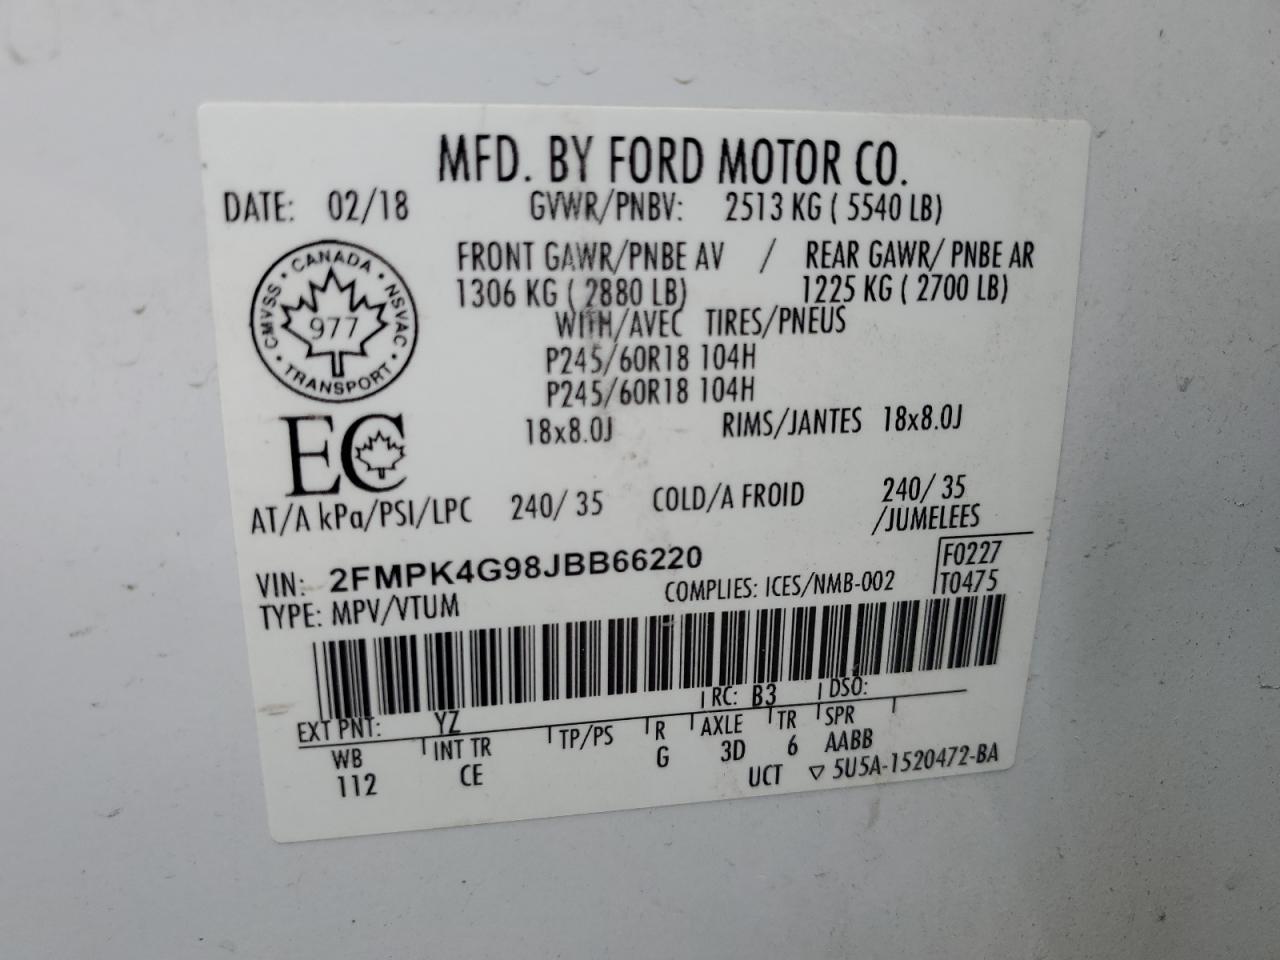 MFD. BY FORD MOTOR CO.
DATE: 02/18 GVWR/PNBV: 2513 KG ( 5540 LB)
FRONT GAWR/PNBE AV / REAR GAWR/ PNBE AR
1306 KG ( 2880 LB) 1225 KG ( 2700 LB)
WITH/AVEC TIRES/PNEUS
P245/60R18 104H
P245/60R18 104H
18x8.0J RIMS/JANTES 18x8.0J
CANADA
CMVSS 977 NSVAC
TRANSPORT
EC
AT/A kPa/PSI/LPC 240/ 35 COLD/A FROID 240/ 35
/JUMELEES
VIN: 2FMPK4G98JBB66220 F0227
TYPE: MPV/VTUM COMPLIES: ICES/NMB-002 T0475
RC: B3 DSO:
EXT PNT: YZ
WB INT TR TP/PS R AXLE TR SPR
112 CE G 3D 6 AABB
UCT ▽ 5U5A-1520472-BA